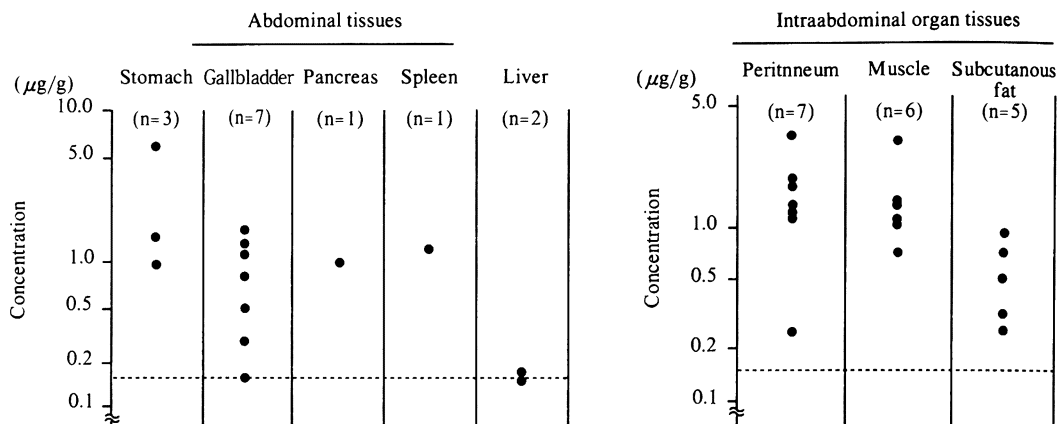 Abdominal tissues
(μg/g)
Stomach Gallbladder Pancreas Spleen Liver
(n=3) (n=7) (n=1) (n=1) (n=2)
10.0
5.0
1.0
0.5
0.2
0.1
Concentration
Intraabdominal organ tissues
(μg/g)
Peritnneum Muscle Subcutanous
fat
(n=7) (n=6) (n=5)
5.0
1.0
0.5
0.2
0.1
Concentration